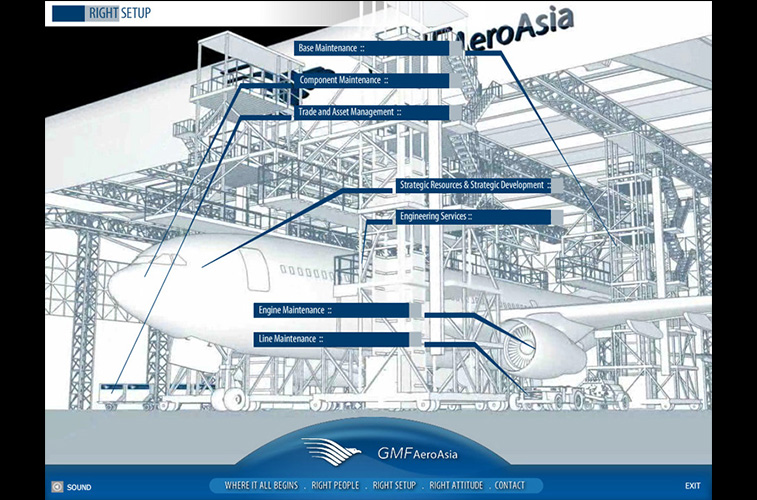 RIGHT SETUP
AeroAsia
Base Maintenance ::
Component Maintenance ::
Trade and Asset Management ::
Strategic Resources & Strategic Development ::
Engineering Services ::
Engine Maintenance ::
Line Maintenance ::
GMF AeroAsia
SOUND
WHERE IT ALL BEGINS . RIGHT PEOPLE . RIGHT SETUP . RIGHT ATTITUDE . CONTACT
EXIT